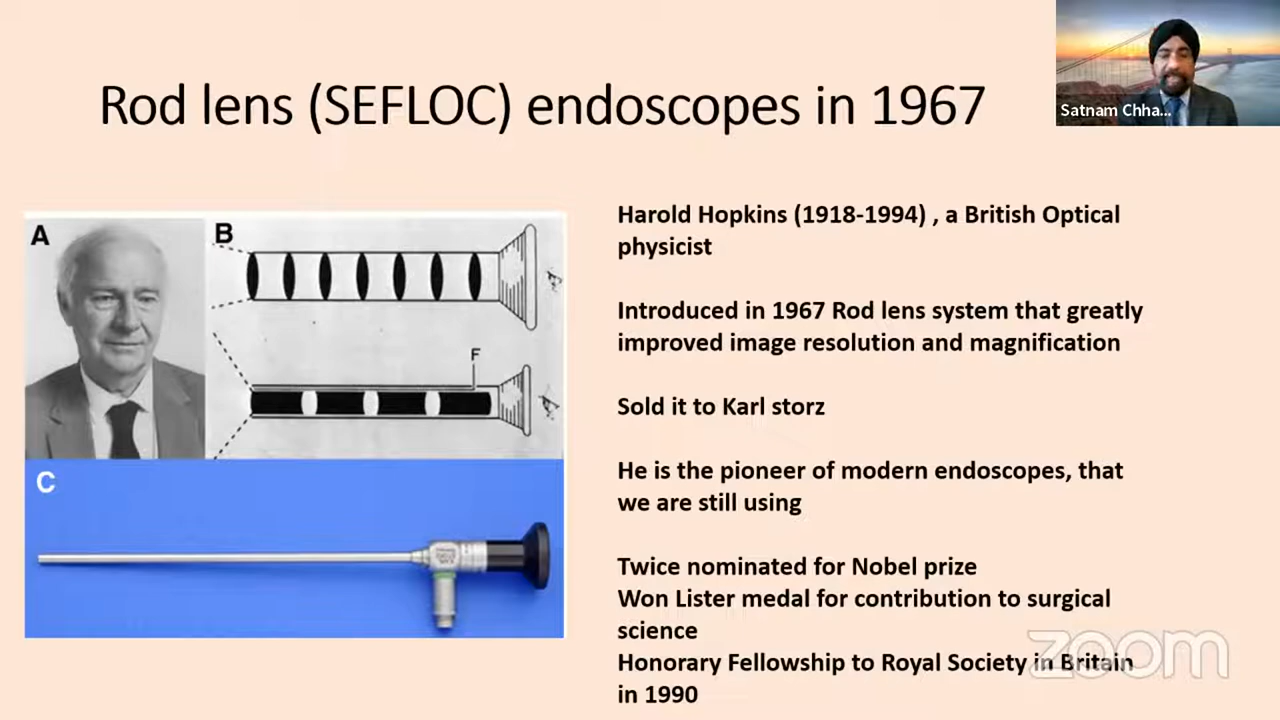 Rod lens (SEFLOC) endoscopes in 1967
Satnam Chha...
A
B
F
C
Harold Hopkins (1918-1994) , a British Optical
physicist
Introduced in 1967 Rod lens system that greatly
improved image resolution and magnification
Sold it to Karl storz
He is the pioneer of modern endoscopes, that
we are still using
Twice nominated for Nobel prize
Won Lister medal for contribution to surgical
science
Honorary Fellowship to Royal Society in Britain
in 1990
zoom